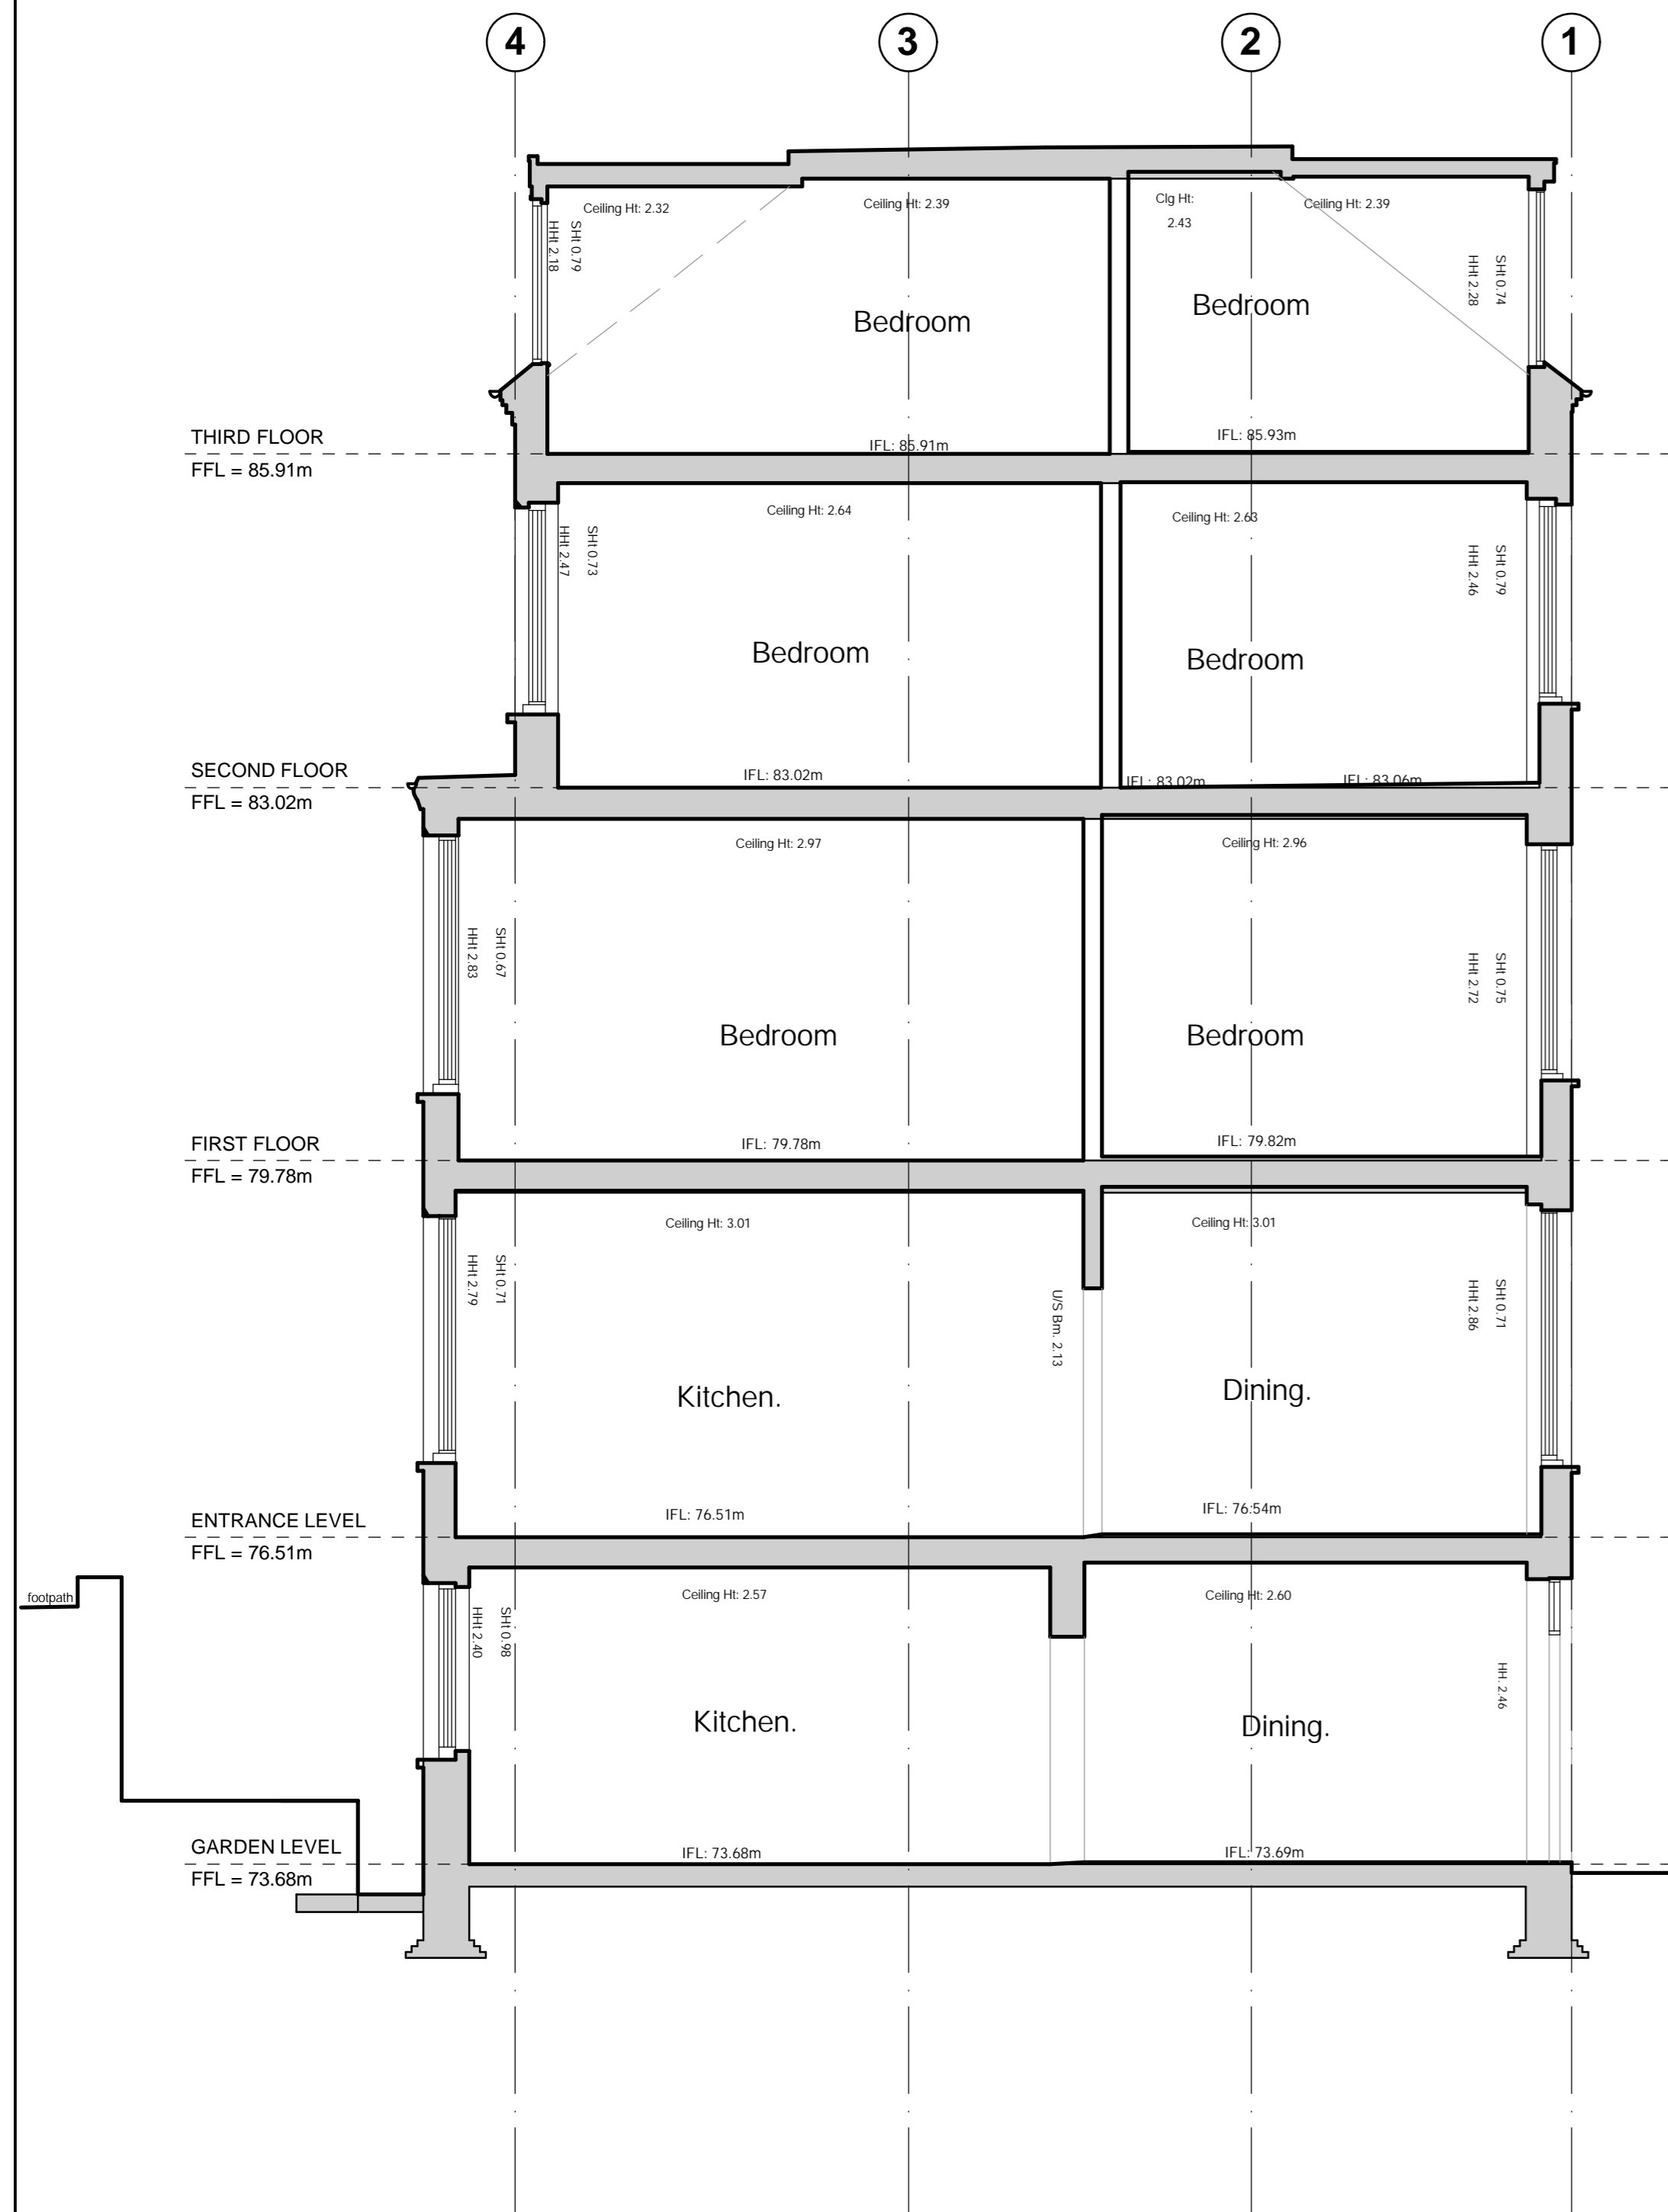 4
3
2
1
Ceiling Ht: 2.32
Ceiling Ht: 2.39
Clg Ht:
2.43
Ceiling Ht: 2.39
SHt 0.79
HHt 2.18
SHt 0.74
HHt 2.28
Bedroom
Bedroom
IFL: 85.91m
IFL: 85.93m
THIRD FLOOR
FFL = 85.91m
Ceiling Ht: 2.64
Ceiling Ht: 2.63
SHt 0.73
HHt 2.47
SHt 0.79
HHt 2.46
Bedroom
Bedroom
IFL: 83.02m
IFL: 83.02m
IFL: 83.06m
SECOND FLOOR
FFL = 83.02m
Ceiling Ht: 2.97
Ceiling Ht: 2.96
SHt 0.67
HHt 2.83
SHt 0.75
HHt 2.72
Bedroom
Bedroom
IFL: 79.78m
IFL: 79.82m
FIRST FLOOR
FFL = 79.78m
Ceiling Ht: 3.01
Ceiling Ht: 3.01
SHt 0.71
HHt 2.79
U/S Bm. 2.13
SHt 0.71
HHt 2.86
Kitchen.
Dining.
IFL: 76.51m
IFL: 76.54m
ENTRANCE LEVEL
FFL = 76.51m
footpath
Ceiling Ht: 2.57
Ceiling Ht: 2.60
SHt 0.98
HHt 2.40
HH. 2.46
Kitchen.
Dining.
IFL: 73.68m
IFL: 73.69m
GARDEN LEVEL
FFL = 73.68m